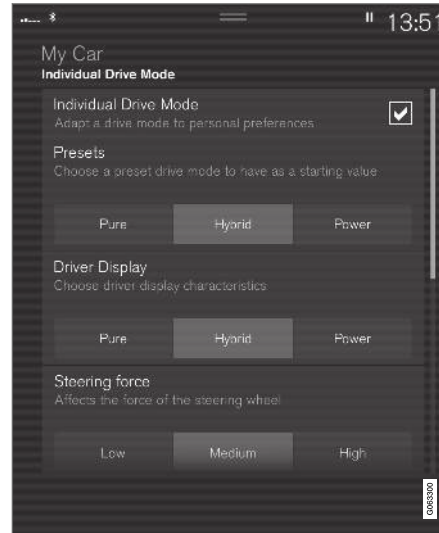 13:51
My Car
Individual Drive Mode
Individual Drive Mode
Adapt a drive mode to personal preferences
Presets
Choose a preset drive mode to have as a starting value
Pure Hybrid Power
Driver Display
Choose driver display characteristics
Pure Hybrid Power
Steering force
Affects the force of the steering wheel
Low Medium High
G063300